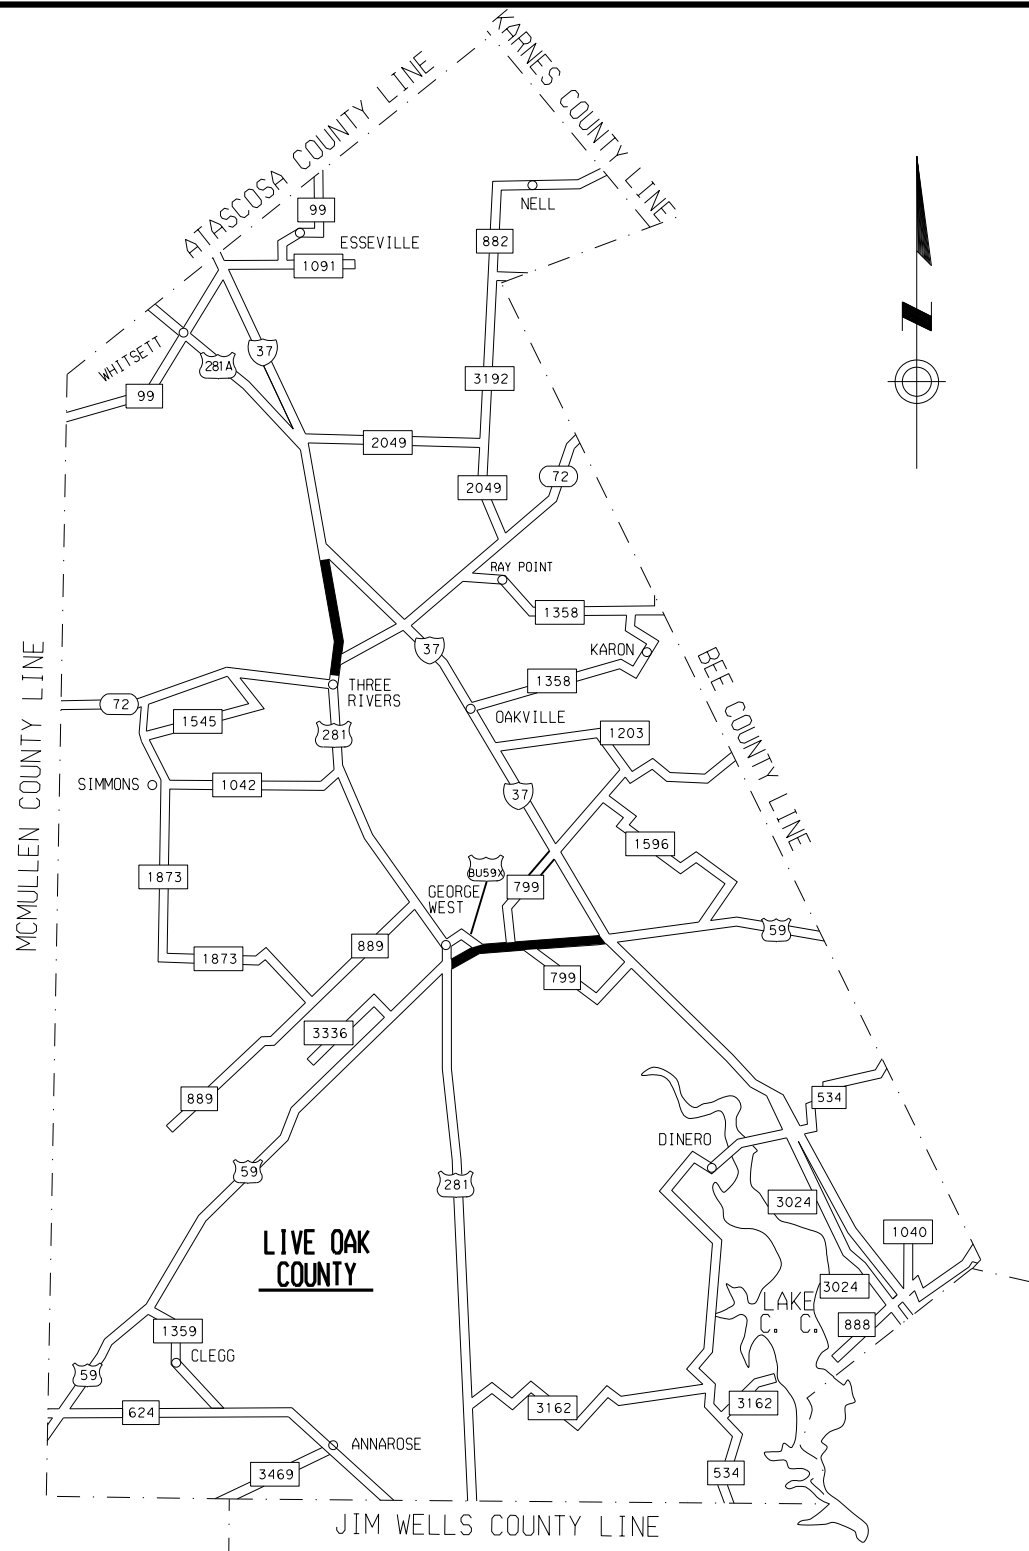 KARNES COUNTY LINE
ATASCOSA COUNTY LINE
NELL
99
882
ESSEVILLE
1091
WHITSETT
37
281A
3192
99
2049
72
2049
RAY POINT
1358
KARON
37
1358
BEE COUNTY LINE
MCMULLEN COUNTY LINE
THREE
RIVERS
72
OAKVILLE
1545
281
1203
SIMMONS
1042
37
1596
BU59X
1873
GEORGE
WEST
799
59
889
1873
799
3336
889
534
DINERO
59
281
3024
1040
LIVE OAK
COUNTY
3024
LAKE
C. C.
888
1359
CLEGG
59
3162
3162
624
ANNAROSE
3469
534
JIM WELLS COUNTY LINE